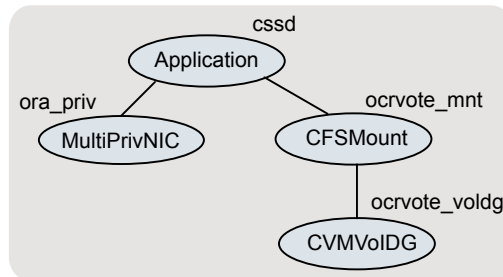 cssd
Application
ora_priv
ocrvote_mnt
MultiPrivNIC
CFSMount
ocrvote_voldg
CVMVolDG